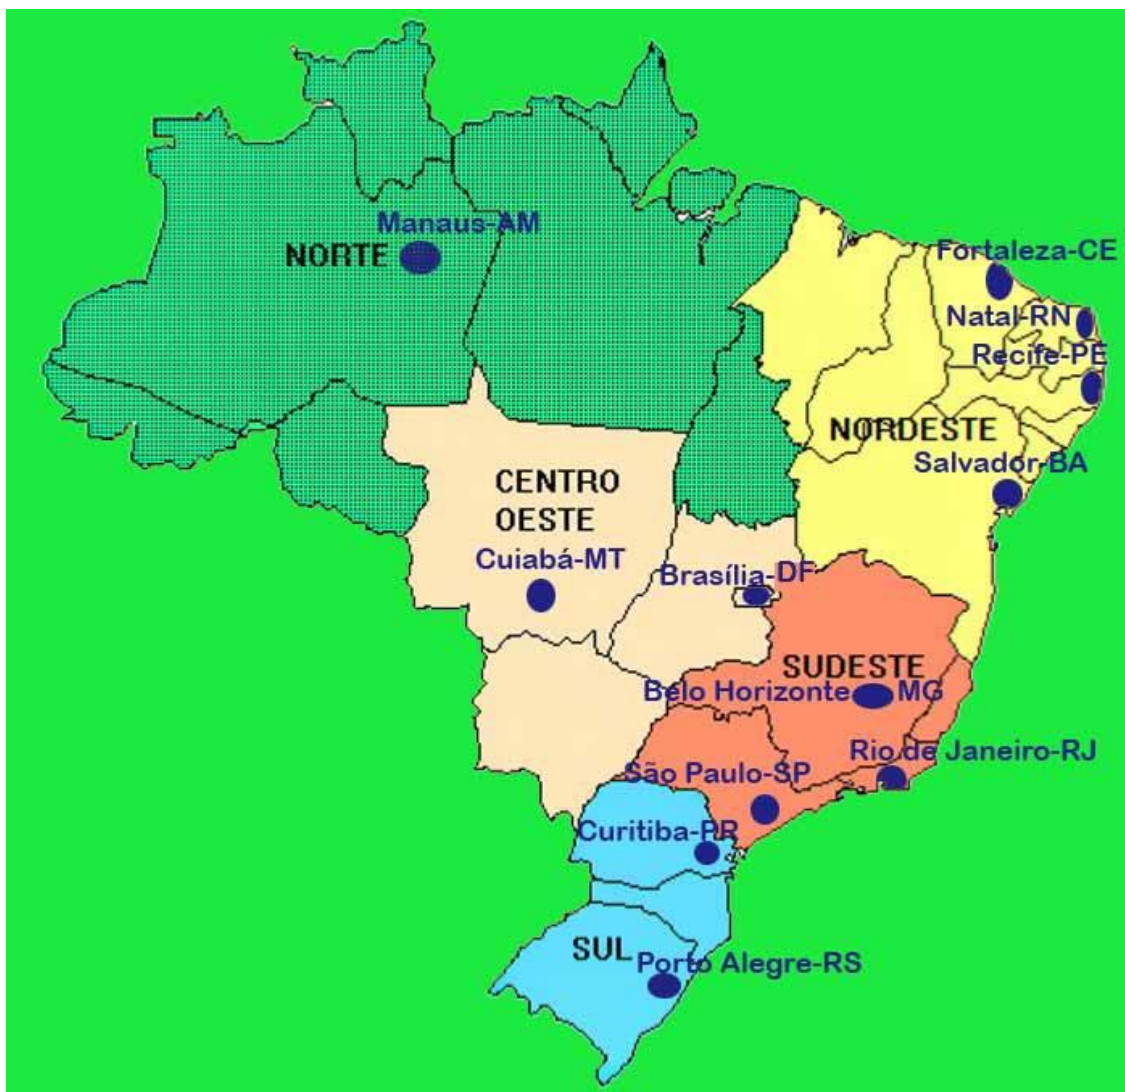 Manaus-AM
NORTE
Fortaleza-CE
Natal-RN
Recife-PE
NORDESTE
Salvador-BA
CENTRO
OESTE
Cuiabá-MT
Brasília-DF
SUDESTE
Belo Horizonte MG
Rio de Janeiro-RJ
São Paulo-SP
Curitiba-PR
SUL
Porto Alegre-RS